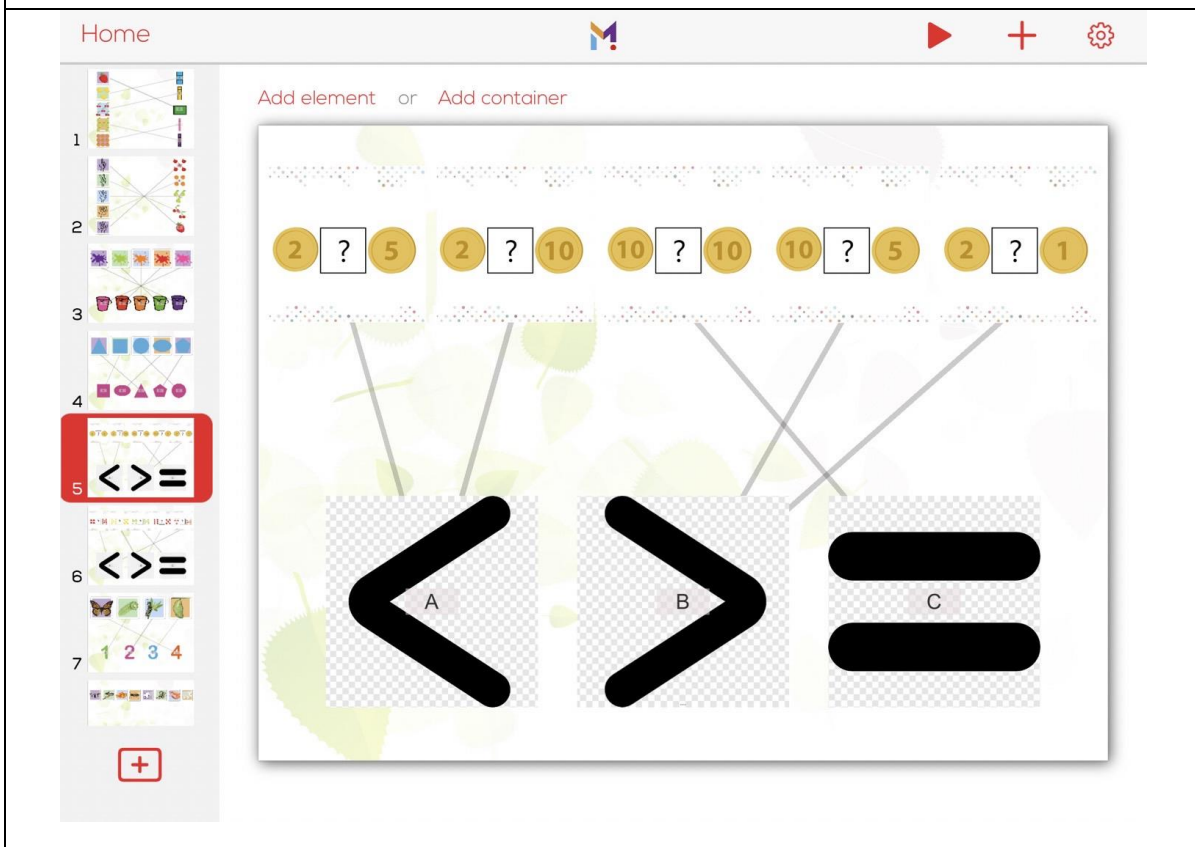 Home
Add element or Add container
1
2
3
4
5
6
7
2 ? 5 2 ? 10 10 ? 10 10 ? 5 2 ? 1
< > =
A B C
< > =
< > =
1 2 3 4